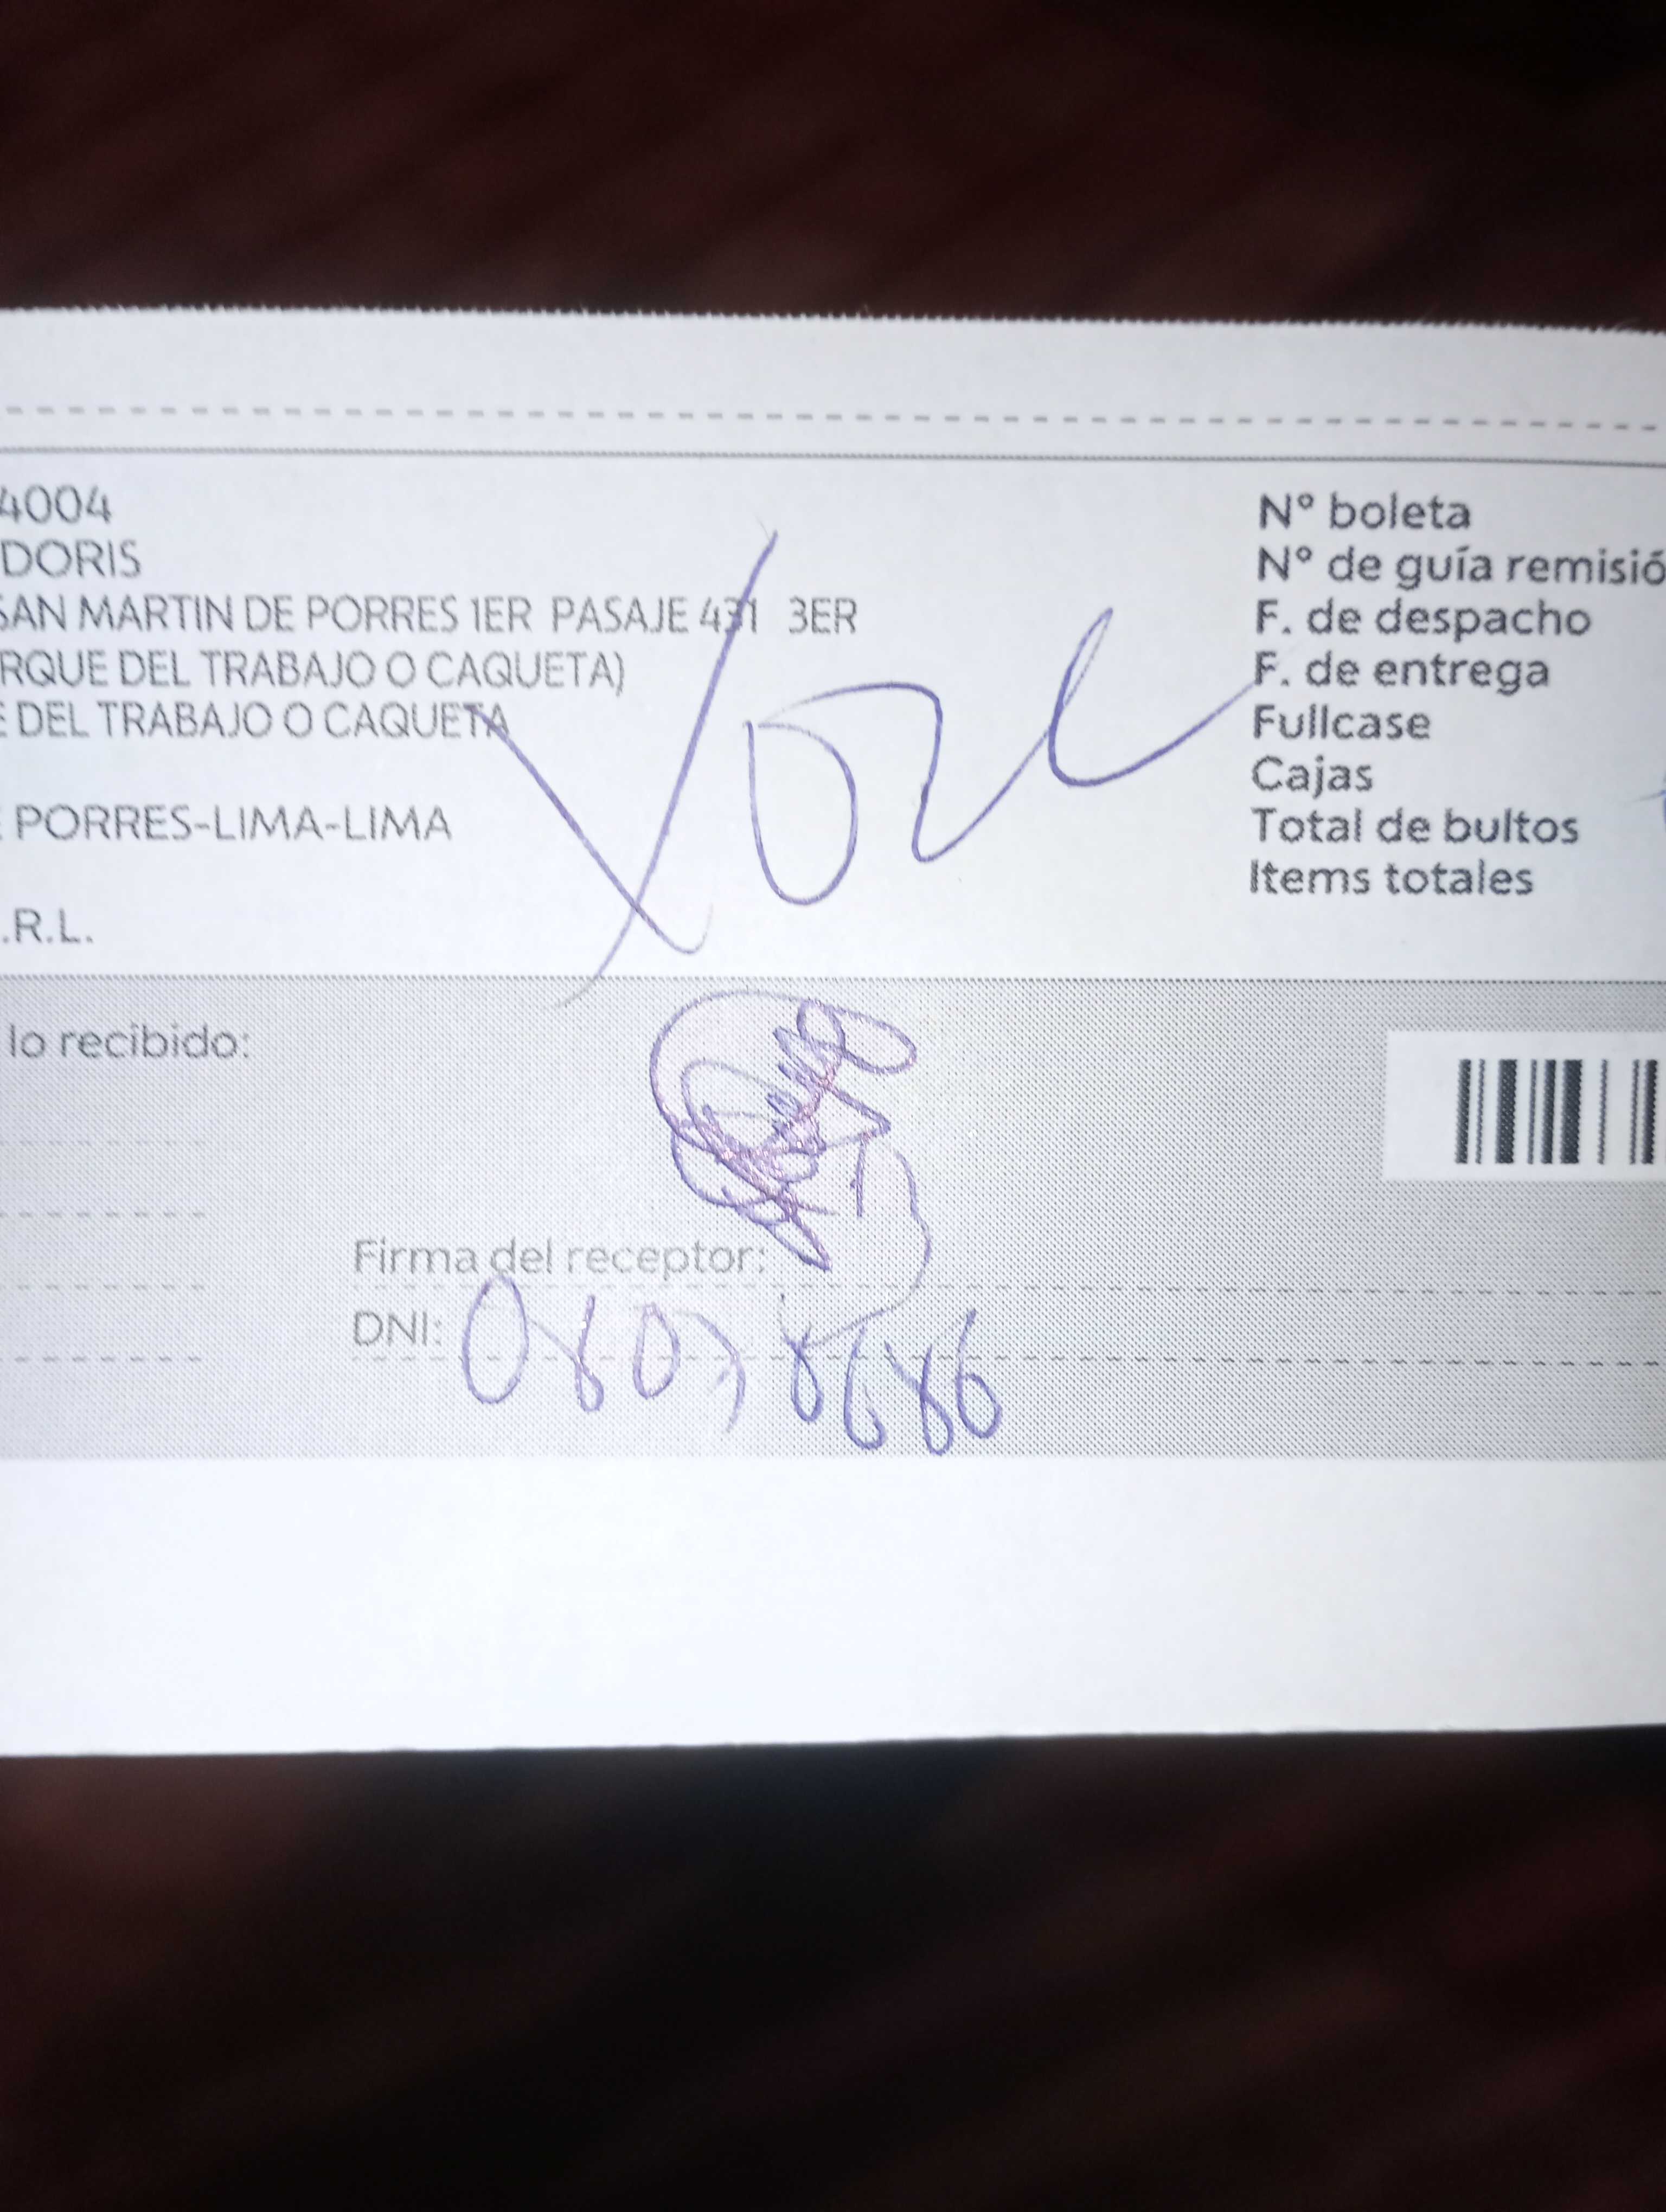 4004
DORIS
SAN MARTIN DE PORRES 1ER PASAJE 431 3ER
RQUE DEL TRABAJO O CAQUETA)
E DEL TRABAJO O CAQUETA
E PORRES-LIMA-LIMA
.R.L.
N° boleta
N° de guía remisió
F. de despacho
F. de entrega
Fullcase
Cajas
Total de bultos
Items totales
lo recibido:
Firma del receptor:
DNI: 08078686